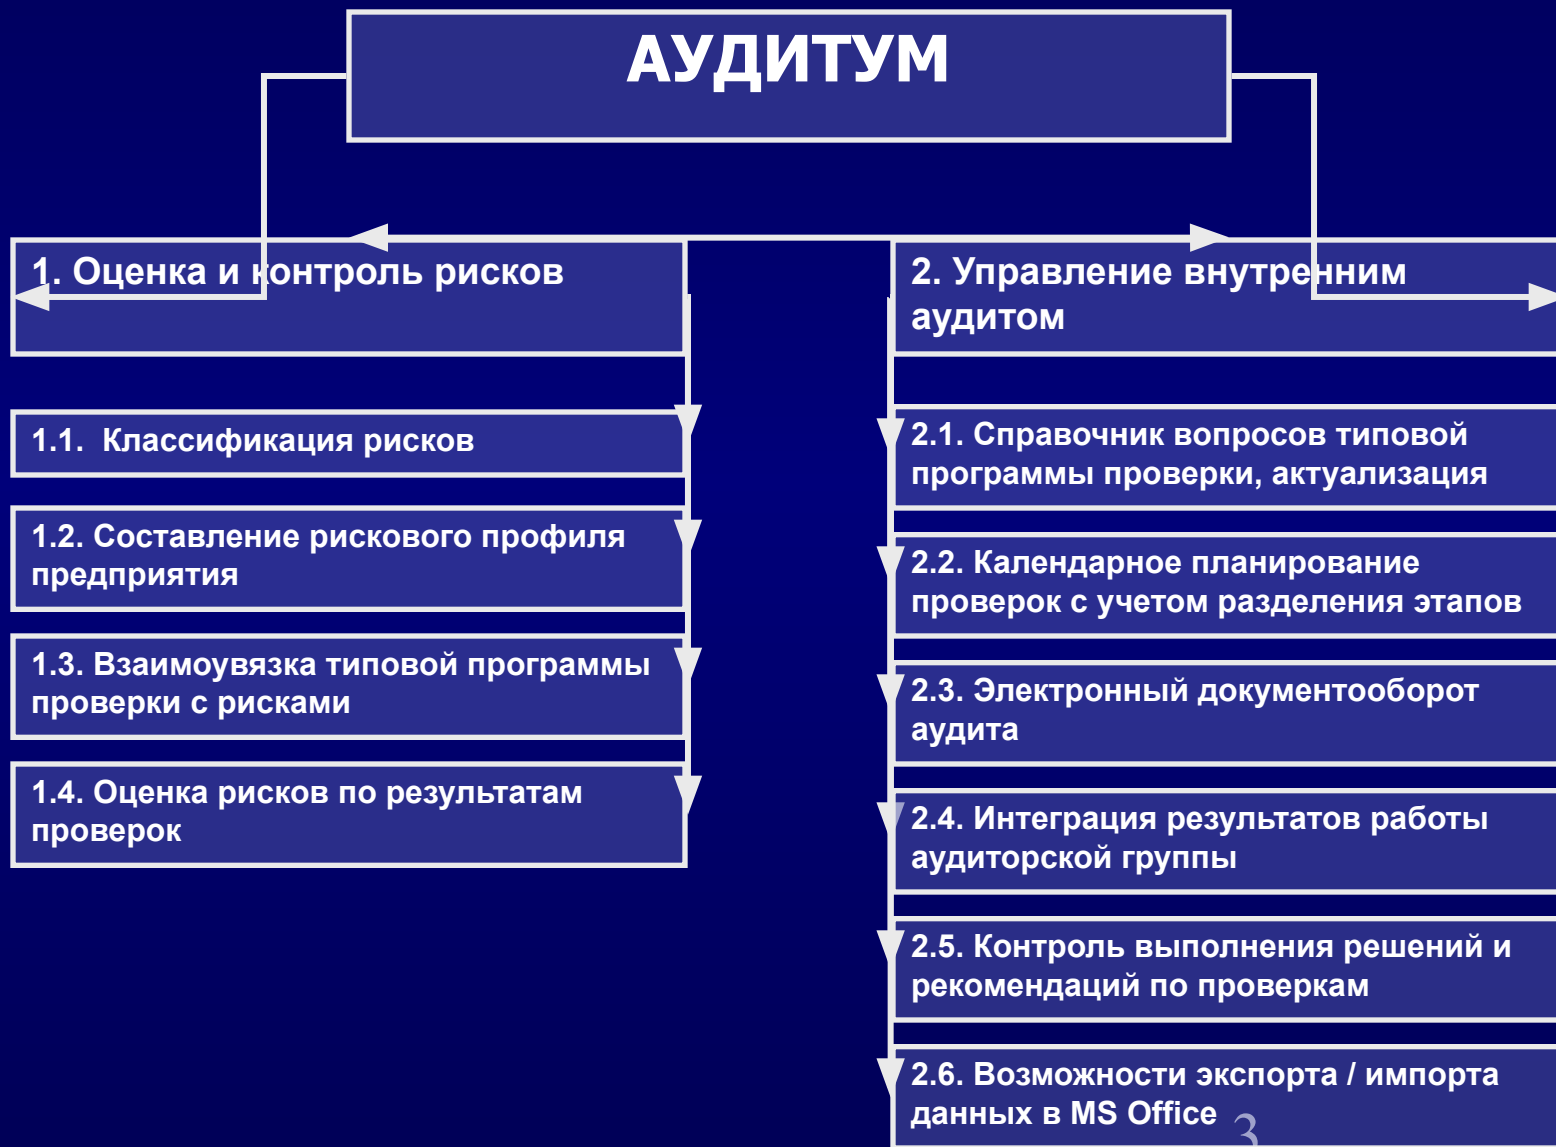 АУДИТУМ
1. Оценка и контроль рисков
1.1. Классификация рисков
1.2. Составление рискового профиля
предприятия
1.3. Взаимоувязка типовой программы
проверки с рисками
1.4. Оценка рисков по результатам
проверок
2. Управление внутренним
аудитом
2.1. Справочник вопросов типовой
программы проверки, актуализация
2.2. Календарное планирование
проверок с учетом разделения этапов
2.3. Электронный документооборот
аудита
2.4. Интеграция результатов работы
аудиторской группы
2.5. Контроль выполнения решений и
рекомендаций по проверкам
2.6. Возможности экспорта / импорта
данных в MS Office
3